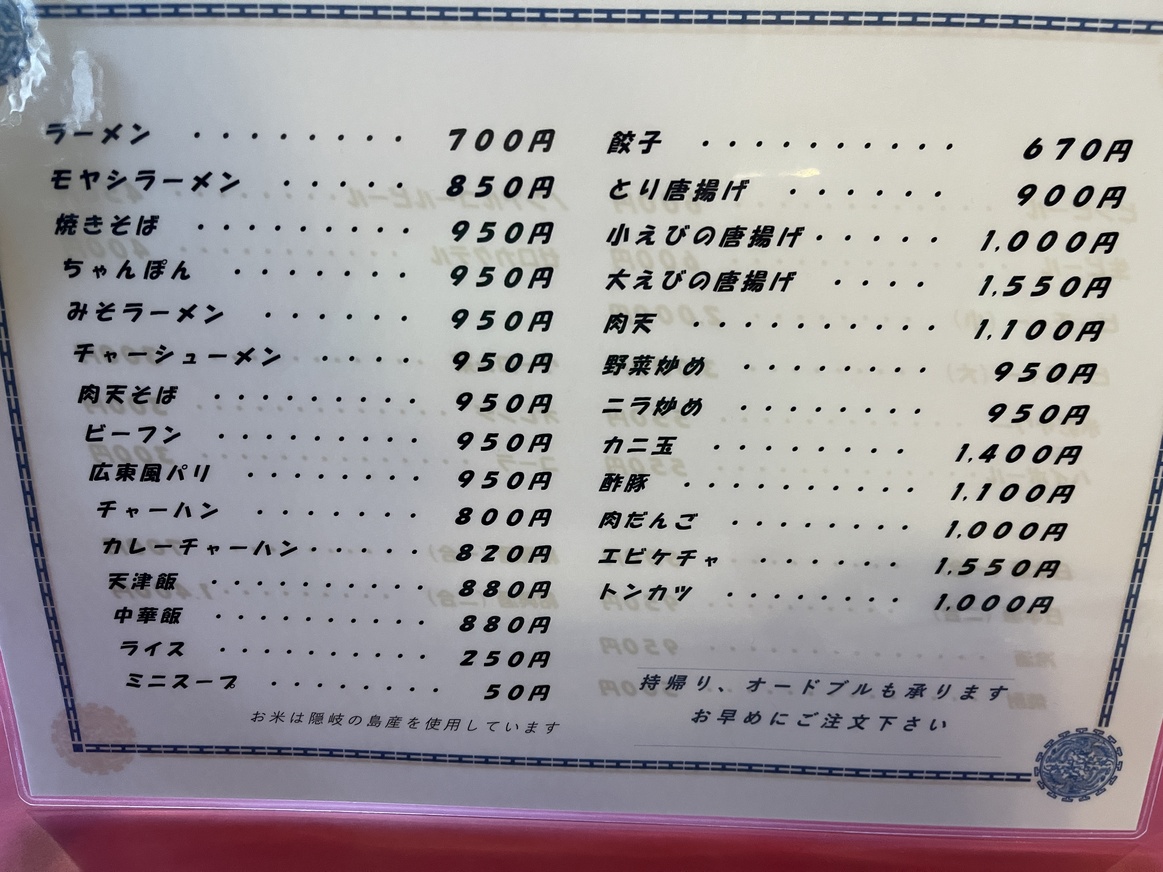 ラーメン ・・・・・・・・・ 700円
モヤシラーメン ・・・・・ 850円
焼きそば ・・・・・・・・・ 950円
ちゃんぽん ・・・・・・・ 950円
みそラーメン ・・・・・・ 950円
チャーシューメン ・・・・ 950円
肉天そば ・・・・・・・・・ 950円
ビーフン ・・・・・・・・・ 950円
広東風パリ ・・・・・・・・ 950円
チャーハン ・・・・・・・ 800円
カレーチャーハン・・・・・ 820円
天津飯 ・・・・・・・・・・ 880円
中華飯 ・・・・・・・・・・ 880円
ライス ・・・・・・・・・・ 250円
ミニスープ ・・・・・・・・ 50円
お米は隠岐の島産を使用しています
餃子 ・・・・・・・・・・ 670円
とり唐揚げ ・・・・・・ 900円
小えびの唐揚げ・・・・・ 1,000円
大えびの唐揚げ ・・・・ 1,550円
肉天 ・・・・・・・・・・ 1,100円
野菜炒め ・・・・・・・・ 950円
ニラ炒め ・・・・・・・・ 950円
カニ玉 ・・・・・・・・ 1,400円
酢豚 ・・・・・・・・・・ 1,100円
肉だんご ・・・・・・・ 1,000円
エビケチャ ・・・・・・ 1,550円
トンカツ ・・・・・・・・ 1,000円
持帰り、オードブルも承ります
お早めにご注文下さい